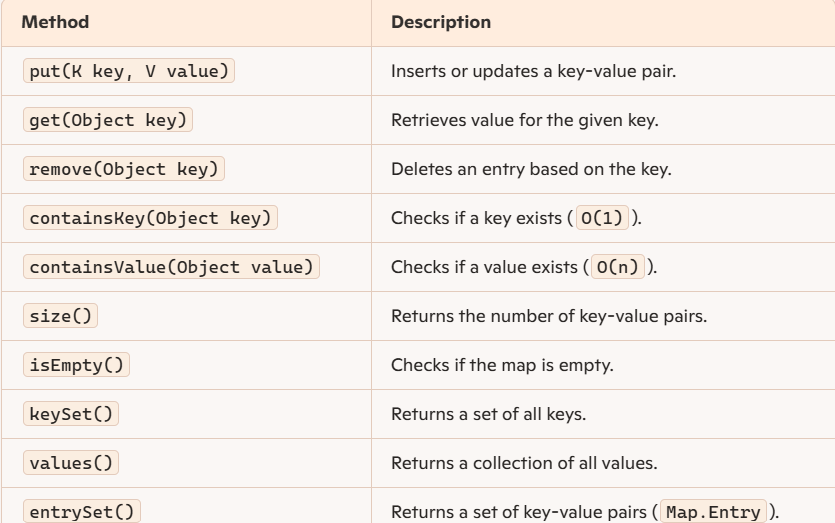 Method Description
put(K key, V value) Inserts or updates a key-value pair.
get(Object key) Retrieves value for the given key.
remove(Object key) Deletes an entry based on the key.
containsKey(Object key) Checks if a key exists ( O(1) ).
containsValue(Object value) Checks if a value exists ( O(n) ).
size() Returns the number of key-value pairs.
isEmpty() Checks if the map is empty.
keySet() Returns a set of all keys.
values() Returns a collection of all values.
entrySet() Returns a set of key-value pairs ( Map.Entry ).